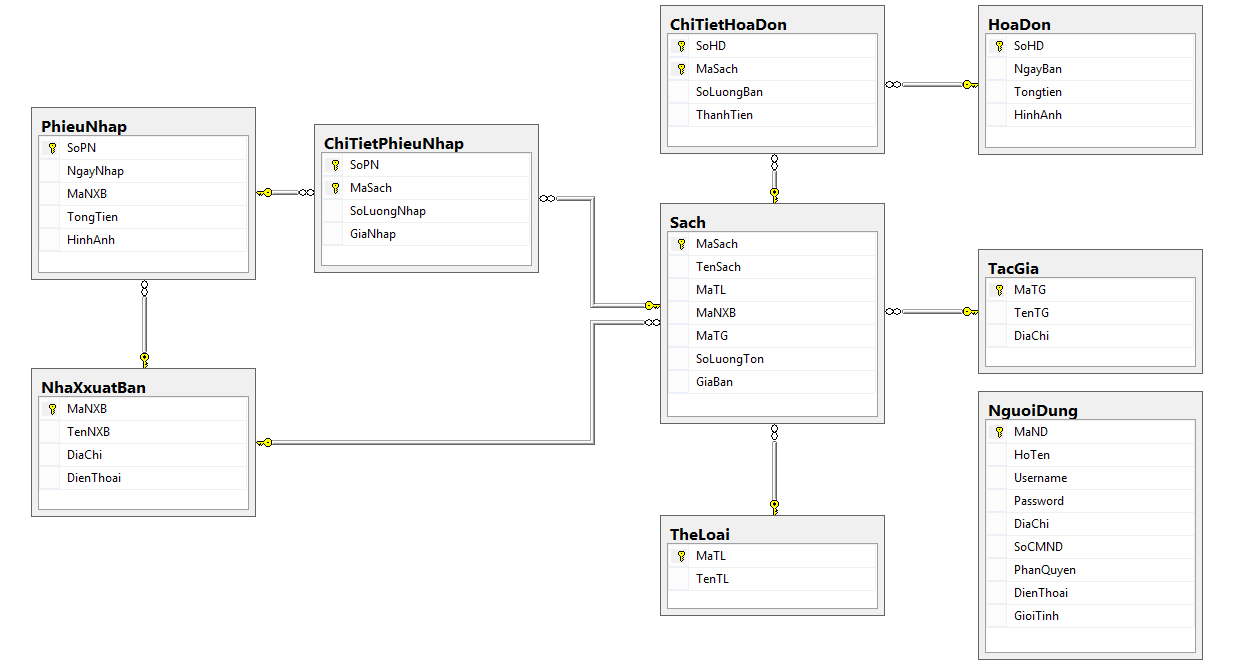 PhieuNhap
SoPN
NgayNhap
MaNXB
TongTien
HinhAnh
ChiTietPhieuNhap
SoPN
MaSach
SoLuongNhap
GiaNhap
ChiTietHoaDon
SoHD
MaSach
SoLuongBan
ThanhTien
HoaDon
SoHD
NgayBan
Tongtien
HinhAnh
Sach
MaSach
TenSach
MaTL
MaNXB
MaTG
SoLuongTon
GiaBan
TacGia
MaTG
TenTG
DiaChi
NhaXxuatBan
MaNXB
TenNXB
DiaChi
DienThoai
TheLoai
MaTL
TenTL
NguoiDung
MaND
HoTen
Username
Password
DiaChi
SoCMND
PhanQuyen
DienThoai
GioiTinh